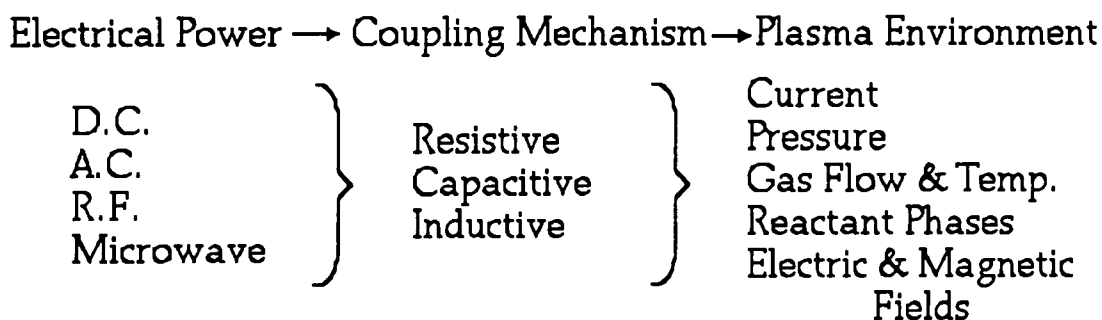 Electrical Power → Coupling Mechanism → Plasma Environment
D.C.
A.C.
R.F.
Microwave
Resistive
Capacitive
Inductive
Current
Pressure
Gas Flow & Temp.
Reactant Phases
Electric & Magnetic
Fields